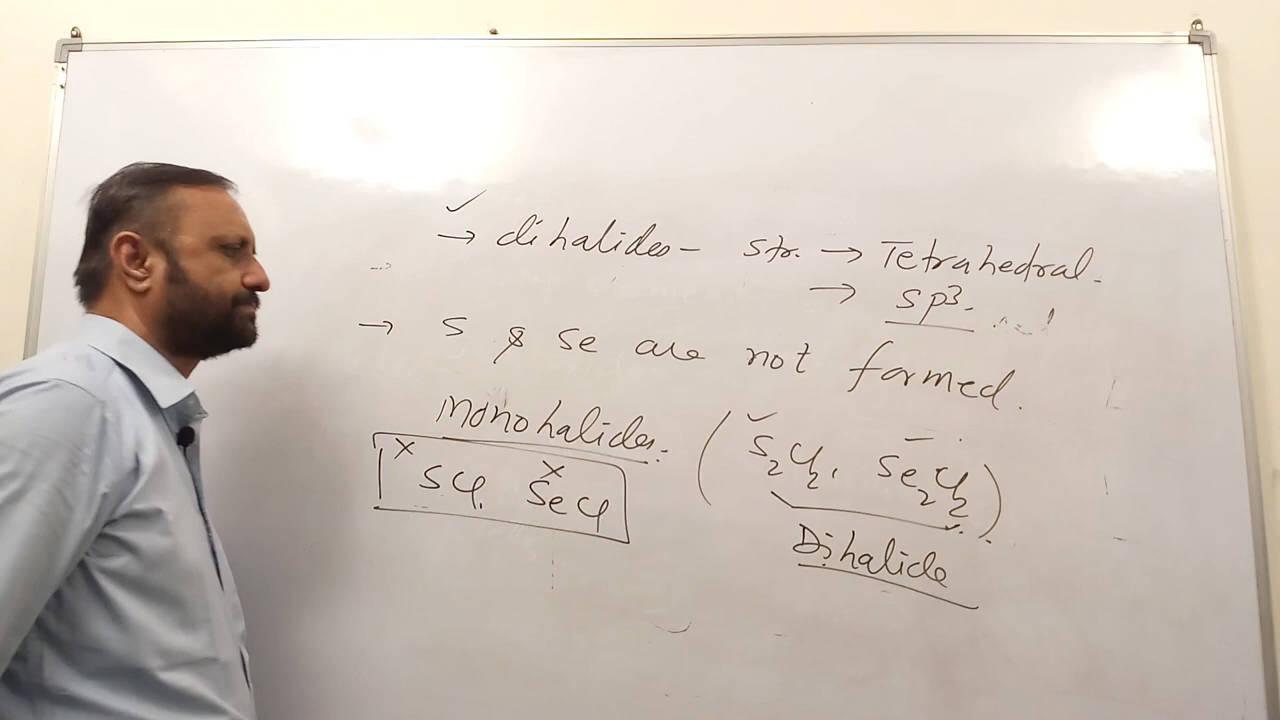 ✓
→ dihalides - str. → Tetrahedral.
→ sp³.
→ S & Se are not formed.
monohalides. (S₂Cl₂, Se₂Cl₂)
× SCl. × SeCl
Dihalide